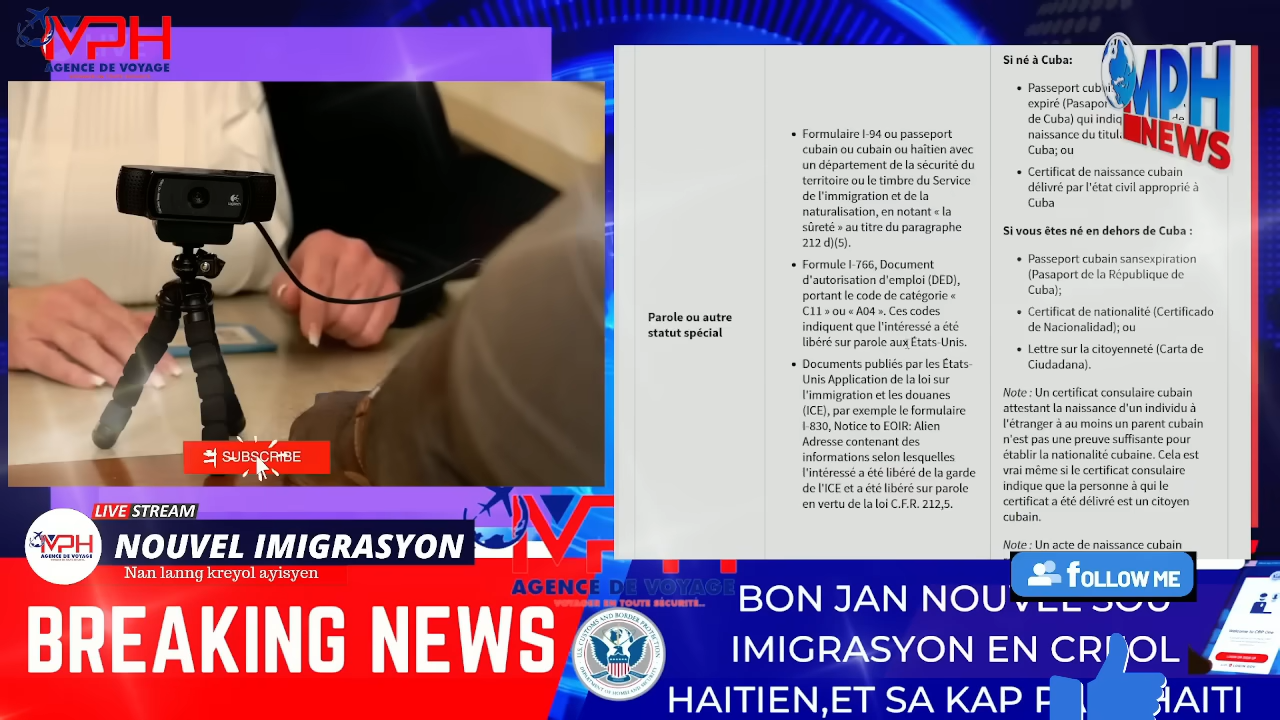 MPH
AGENCE DE VOYAGE
SUBSCRIBE
LIVE STREAM
MPH
AGENCE DE VOYAGE
NOUVEL IMIGRASYON
Nan lanng kreyol ayisyen
BREAKING NEWS
AGENCE DE VOYAGE
VOYAGER EN TOUTE SÉCURITÉ..
Parole ou autre
statut spécial
Formulaire I-94 ou passeport
cubain ou cubain ou haïtien avec
un département de la sécurité du
territoire ou le timbre du Service
de l'immigration et de la
naturalisation, en notant « la
sûreté » au titre du paragraphe
212 d)(5).
Formule I-766, Document
d'autorisation d'emploi (DED),
portant le code de catégorie «
C11 » ou « A04 ». Ces codes
indiquent que l'intéressé a été
libéré sur parole aux États-Unis.
Documents publiés par les États-
Unis Application de la loi sur
l'immigration et les douanes
(ICE), par exemple le formulaire
I-830, Notice to EOIR: Alien
Adresse contenant des
informations selon lesquelles
l'intéressé a été libéré de la garde
de l'ICE et a été libéré sur parole
en vertu de la loi C.F.R. 212,5.
Si né à Cuba:
Passeport
expiré
de Cuba) qui
naissance du
Cuba; ou
Certificat de naissance cubain
délivré par l'état civil approprié à
Cuba
Si vous êtes né en dehors de Cuba :
Passeport cubain sansexpiration
(Pasaport de la République de
Cuba);
Certificat de nationalité (Certificado
de Nacionalidad); ou
Lettre sur la citoyenneté (Carta de
Ciudadana).
Note : Un certificat consulaire cubain
attestant la naissance d'un individu à
l'étranger à au moins un parent cubain
n'est pas une preuve suffisante pour
établir la nationalité cubaine. Cela est
vrai même si le certificat consulaire
indique que la personne à qui le
certificat a été délivré est un citoyen
cubain.
Note : Un acte de naissance cubain
MPH
NEWS
fOLLOW ME
BON JAN NOUVEL SOU
IMIGRASYON EN OL
HAITIEN,ET SA KAP HAITI